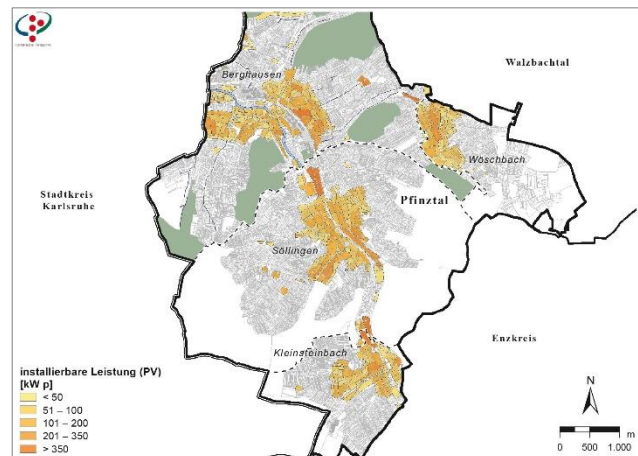 Berghausen
Walzbachtal
Wöschbach
Stadtkreis
Karlsruhe
Pfinztal
Söllingen
Enzkreis
Kleinsteinbach
installierbare Leistung (PV)
[kW p]
< 50
51 – 100
101 – 200
201 – 350
> 350
N
0 500 1.000
m